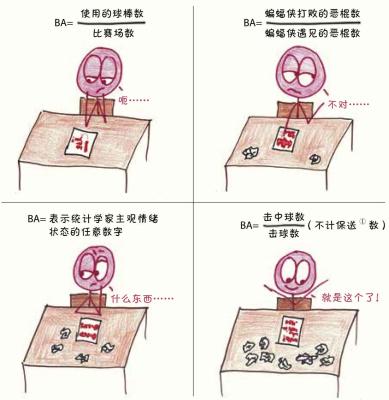 BA= 使用的球棒数
比赛场数
呃……
BA= 蝙蝠侠打败的恶棍数
蝙蝠侠遇见的恶棍数
不对……
BA= 表示统计学家主观情绪
状态的任意数字
什么东西……
BA= 击中球数
击球数
(不计保送①数)
就是这个了!